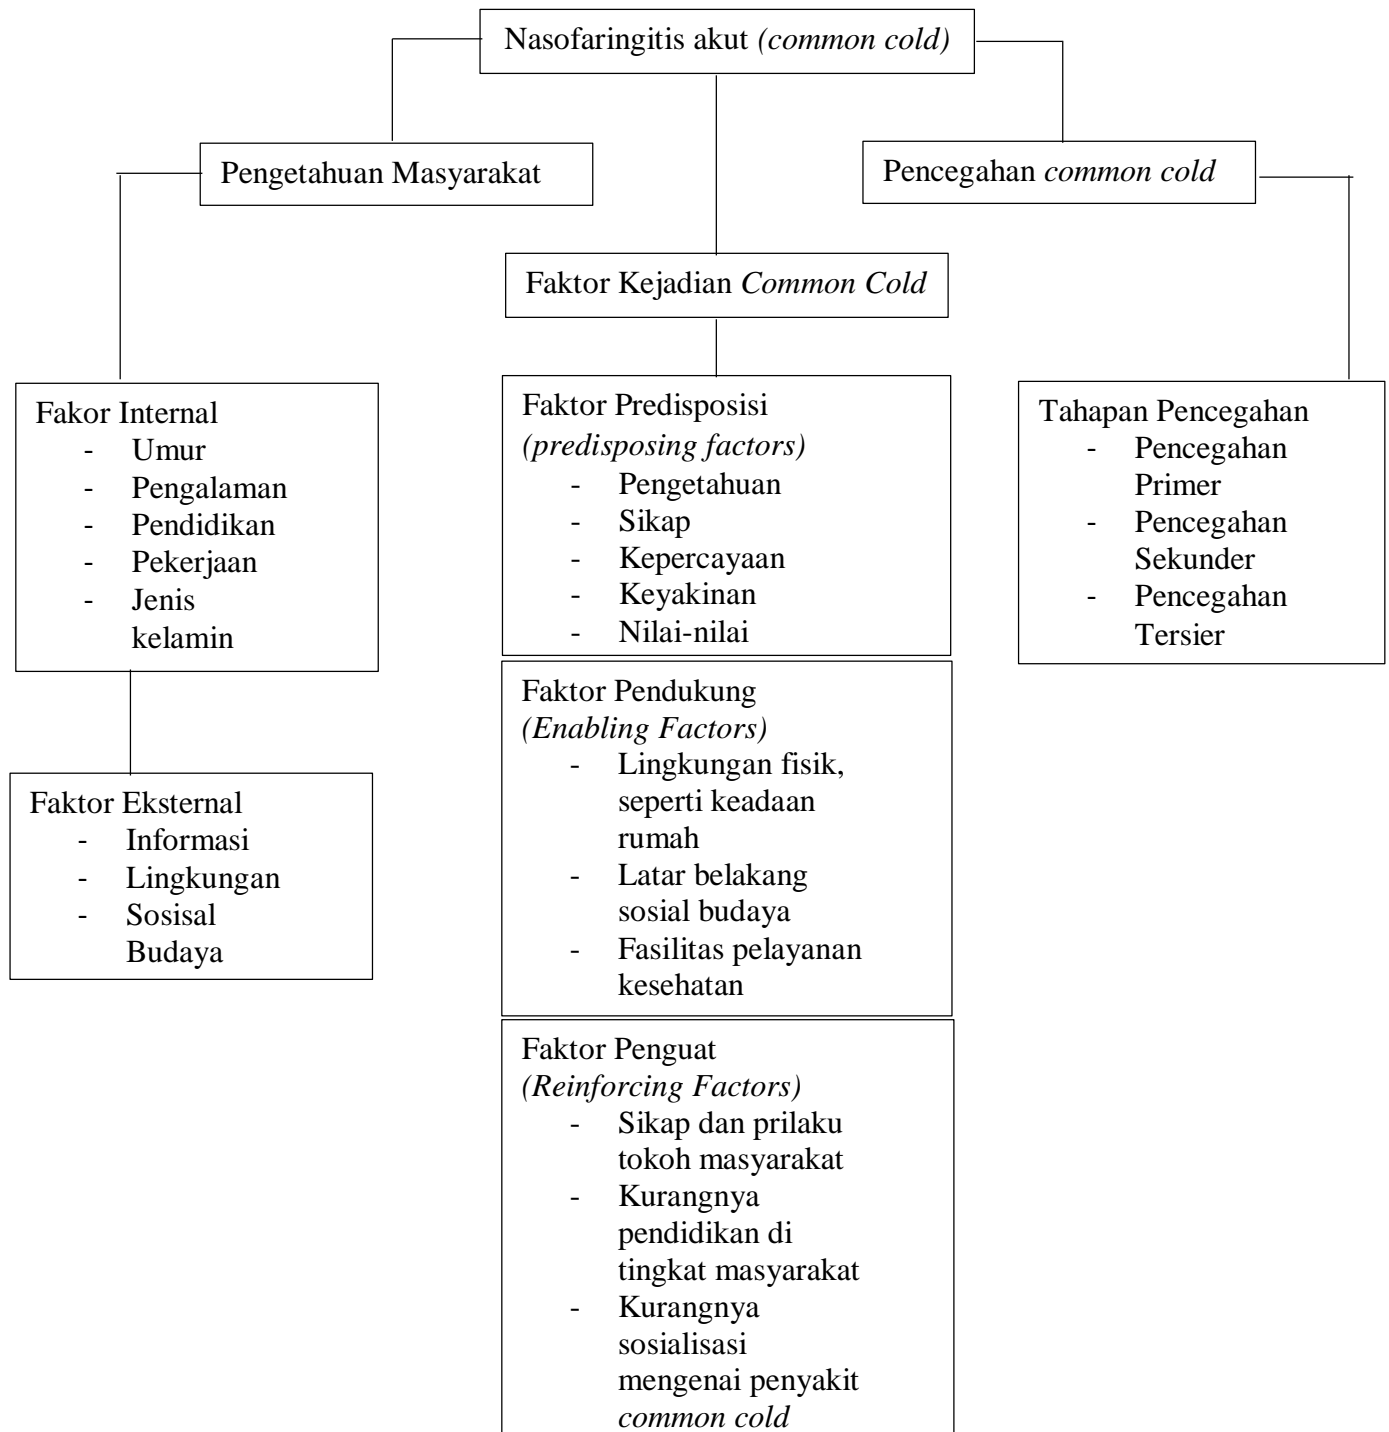 Nasofaringitis akut (common cold)
Pengetahuan Masyarakat
Pencegahan common cold
Faktor Kejadian Common Cold
Fakor Internal
- Umur
- Pengalaman
- Pendidikan
- Pekerjaan
- Jenis
kelamin
Faktor Eksternal
- Informasi
- Lingkungan
- Sosisal
Budaya
Faktor Predisposisi
(predisposing factors)
- Pengetahuan
- Sikap
- Kepercayaan
- Keyakinan
- Nilai-nilai
Faktor Pendukung
(Enabling Factors)
- Lingkungan fisik,
seperti keadaan
rumah
- Latar belakang
sosial budaya
- Fasilitas pelayanan
kesehatan
Faktor Penguat
(Reinforcing Factors)
- Sikap dan prilaku
tokoh masyarakat
- Kurangnya
pendidikan di
tingkat masyarakat
- Kurangnya
sosialisasi
mengenai penyakit
common cold
Tahapan Pencegahan
- Pencegahan
Primer
- Pencegahan
Sekunder
- Pencegahan
Tersier